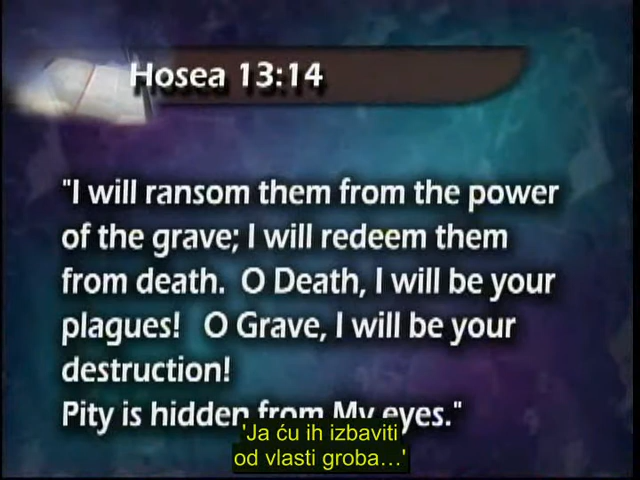 Hosea 13:14
"I will ransom them from the power
of the grave; I will redeem them
from death. O Death, I will be your
plagues! O Grave, I will be your
destruction!
Pity is hidden from My eyes."
'Ja ću ih izbaviti
od vlasti groba...'